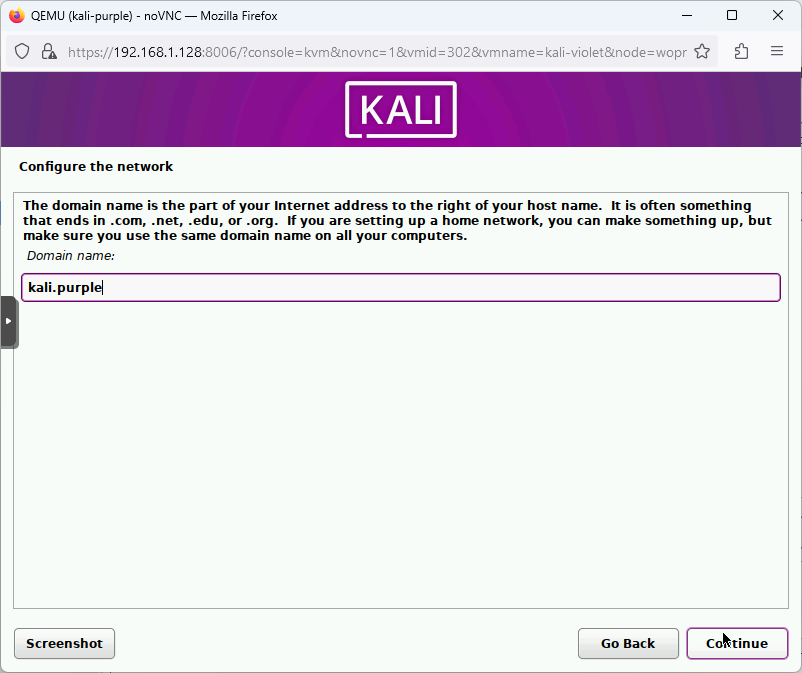 QEMU (kali-purple) - noVNC — Mozilla Firefox
https://192.168.1.128:8006/?console=kvm&novnc=1&vmid=302&vmname=kali-violet&node=wopr
KALI
Configure the network
The domain name is the part of your Internet address to the right of your host name.  It is often something
that ends in .com, .net, .edu, or .org.  If you are setting up a home network, you can make something up, but
make sure you use the same domain name on all your computers.
Domain name:
kali.purple
Screenshot
Go Back
Continue